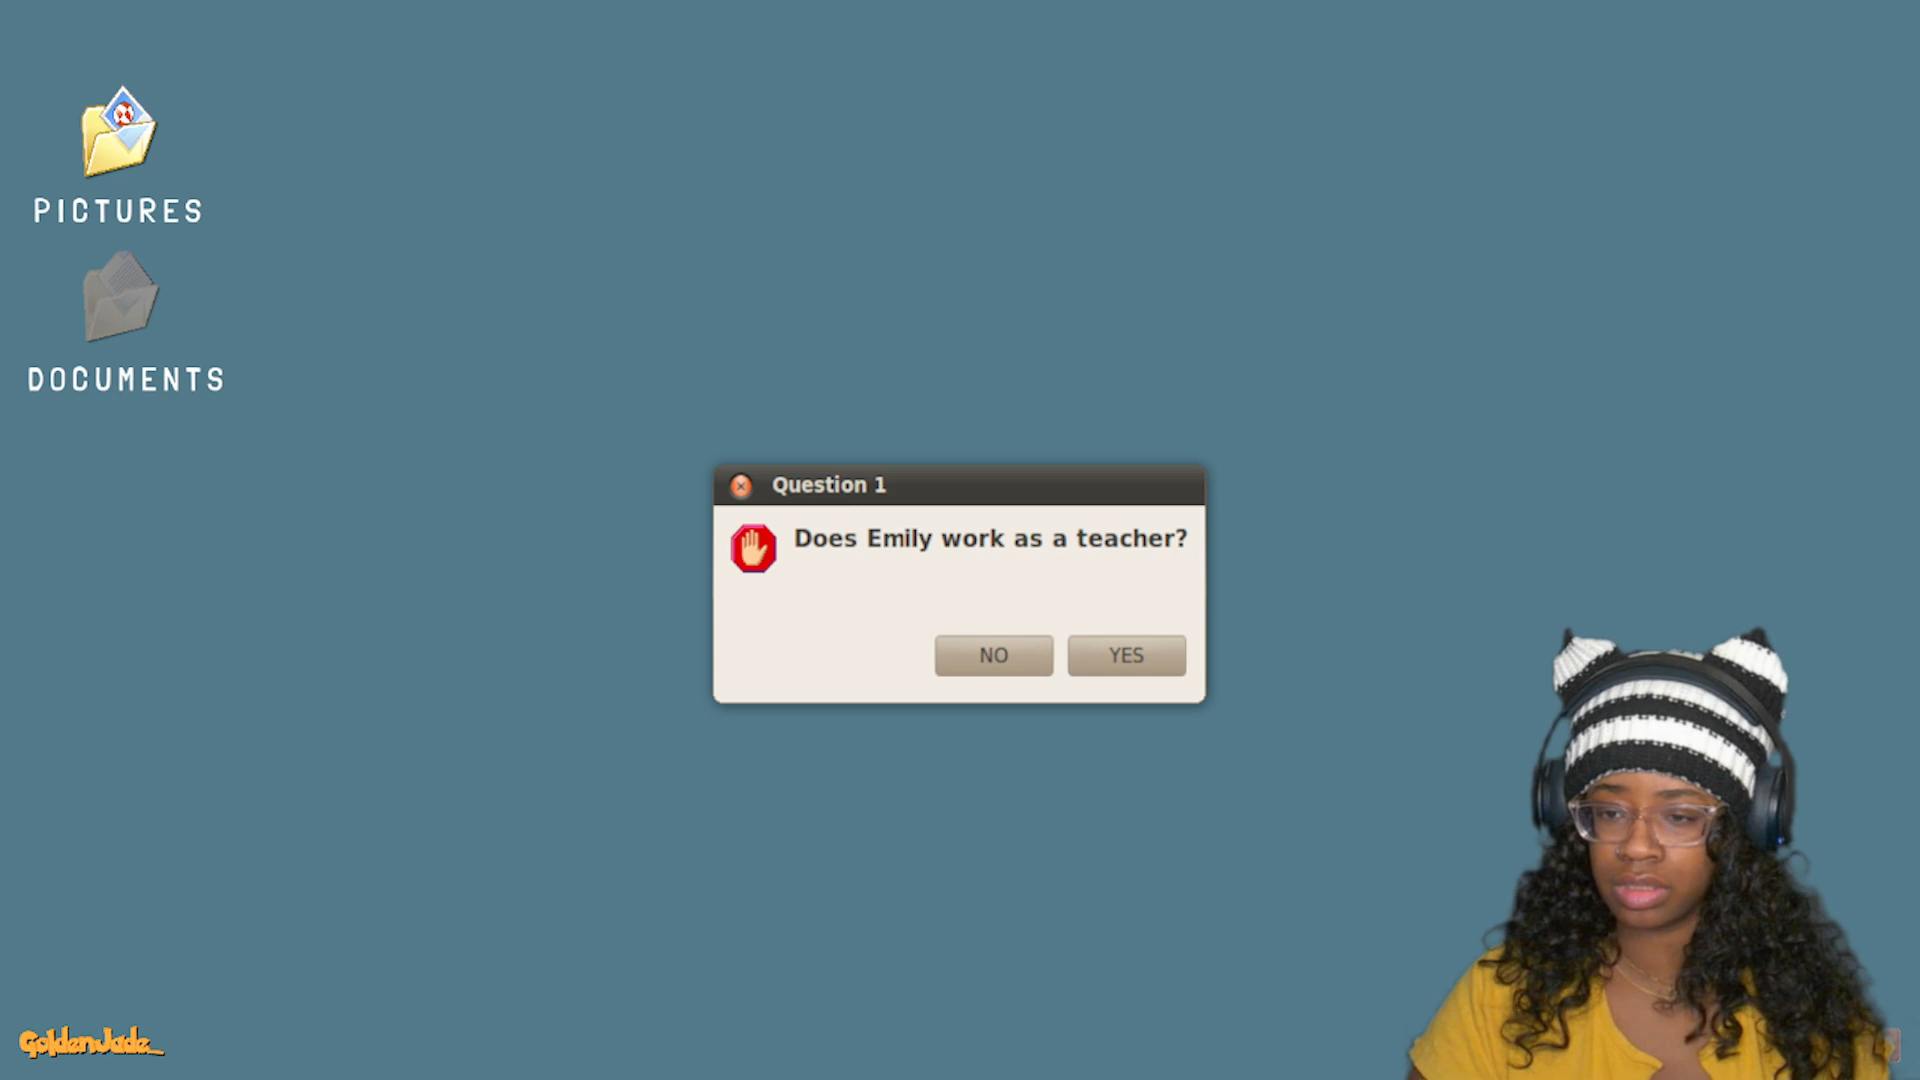 PICTURES
DOCUMENTS
Question 1
Does Emily work as a teacher?
NO YES
GoldenJade_